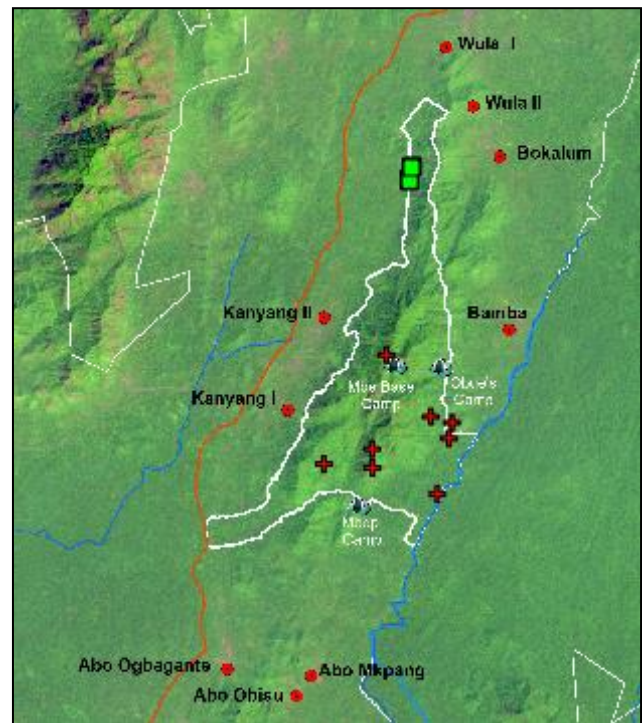 Wula I
Wula II
Bokalum
Kanyang II
Bamba
Mbe Base
Camp
Obue's
Camp
Kanyang I
Camp
Abo Ogbagante
Abo Mkpang
Abo Obisu